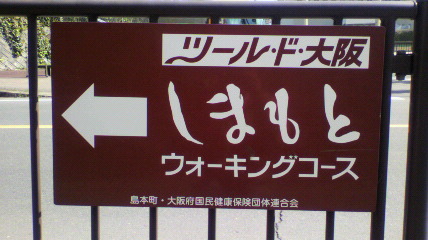 ツール・ド・大阪
しまもと
ウォーキングコース
島本町・大阪府国民健康保険団体連合会